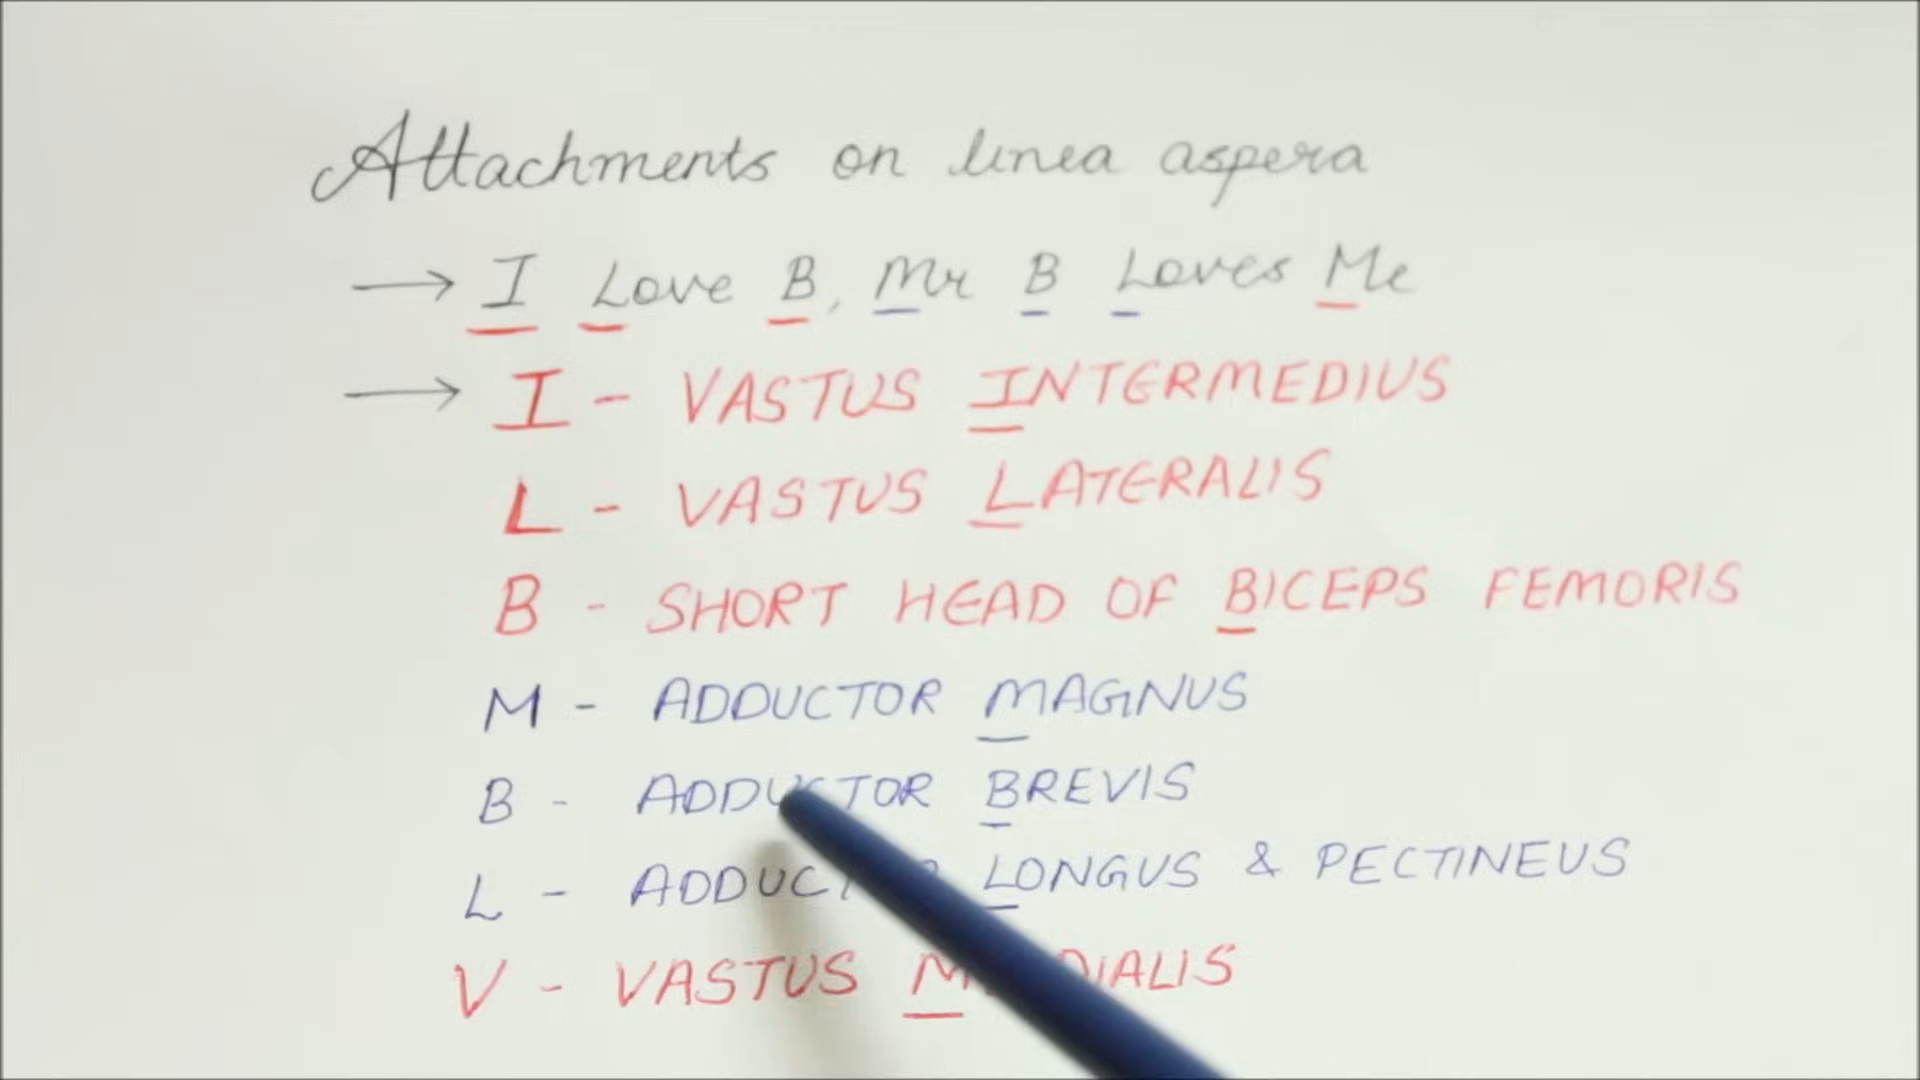 Attachments on linea aspera
→ I Love B, Mr B Loves Me
→ I - VASTUS INTERMEDIUS
L - VASTUS LATERALIS
B - SHORT HEAD OF BICEPS FEMORIS
M - ADDUCTOR MAGNUS
B - ADDUCTOR BREVIS
L - LONGUS & PECTINEUS
V - VASTUS